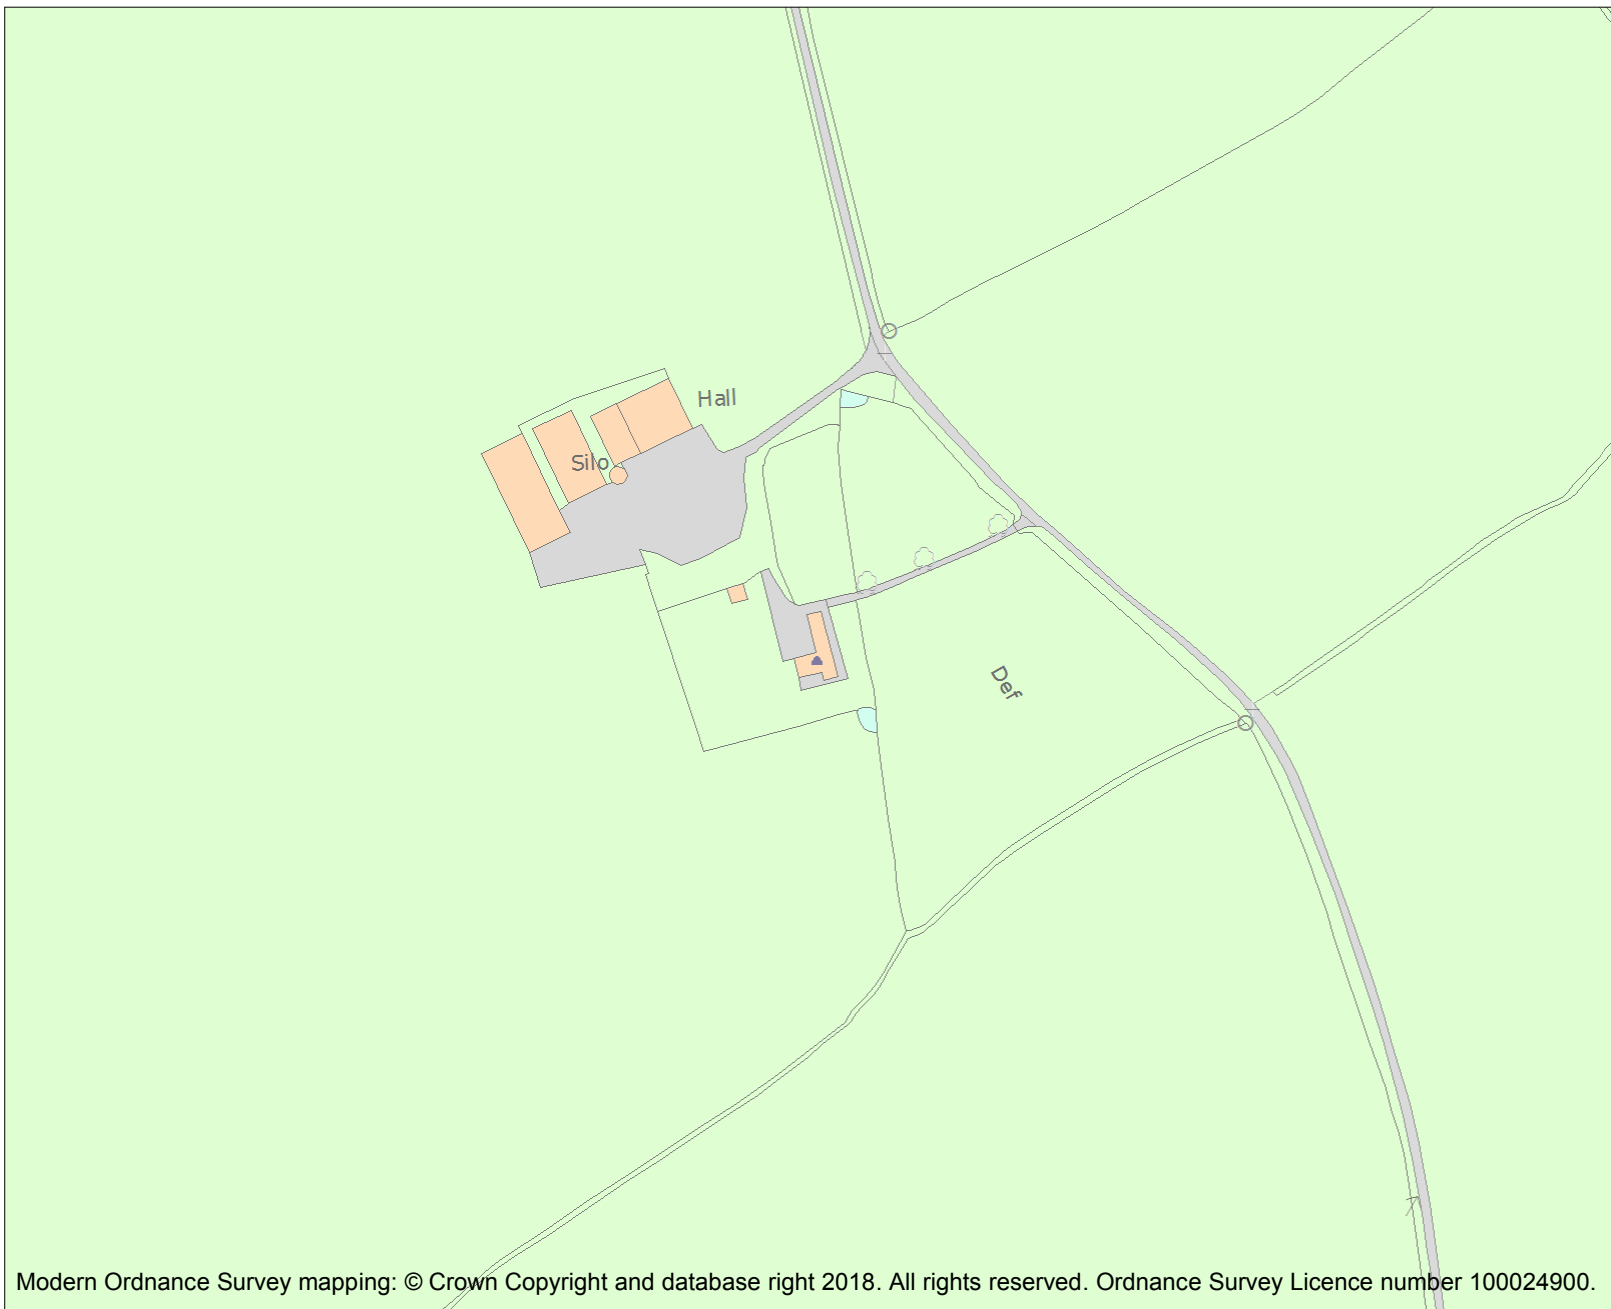 Hall
Silo
Def
Modern Ordnance Survey mapping: © Crown Copyright and database right 2018. All rights reserved. Ordnance Survey Licence number 100024900.